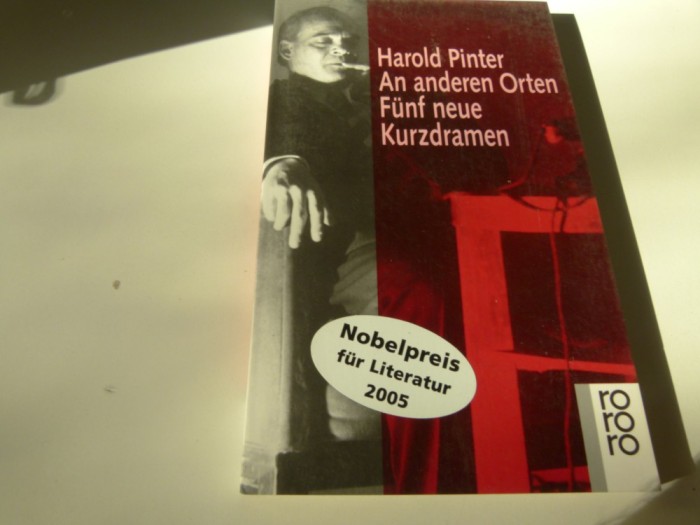 Harold Pinter
An anderen Orten
Fünf neue
Kurzdramen
Nobelpreis
für Literatur
2005
ro
ro
ro